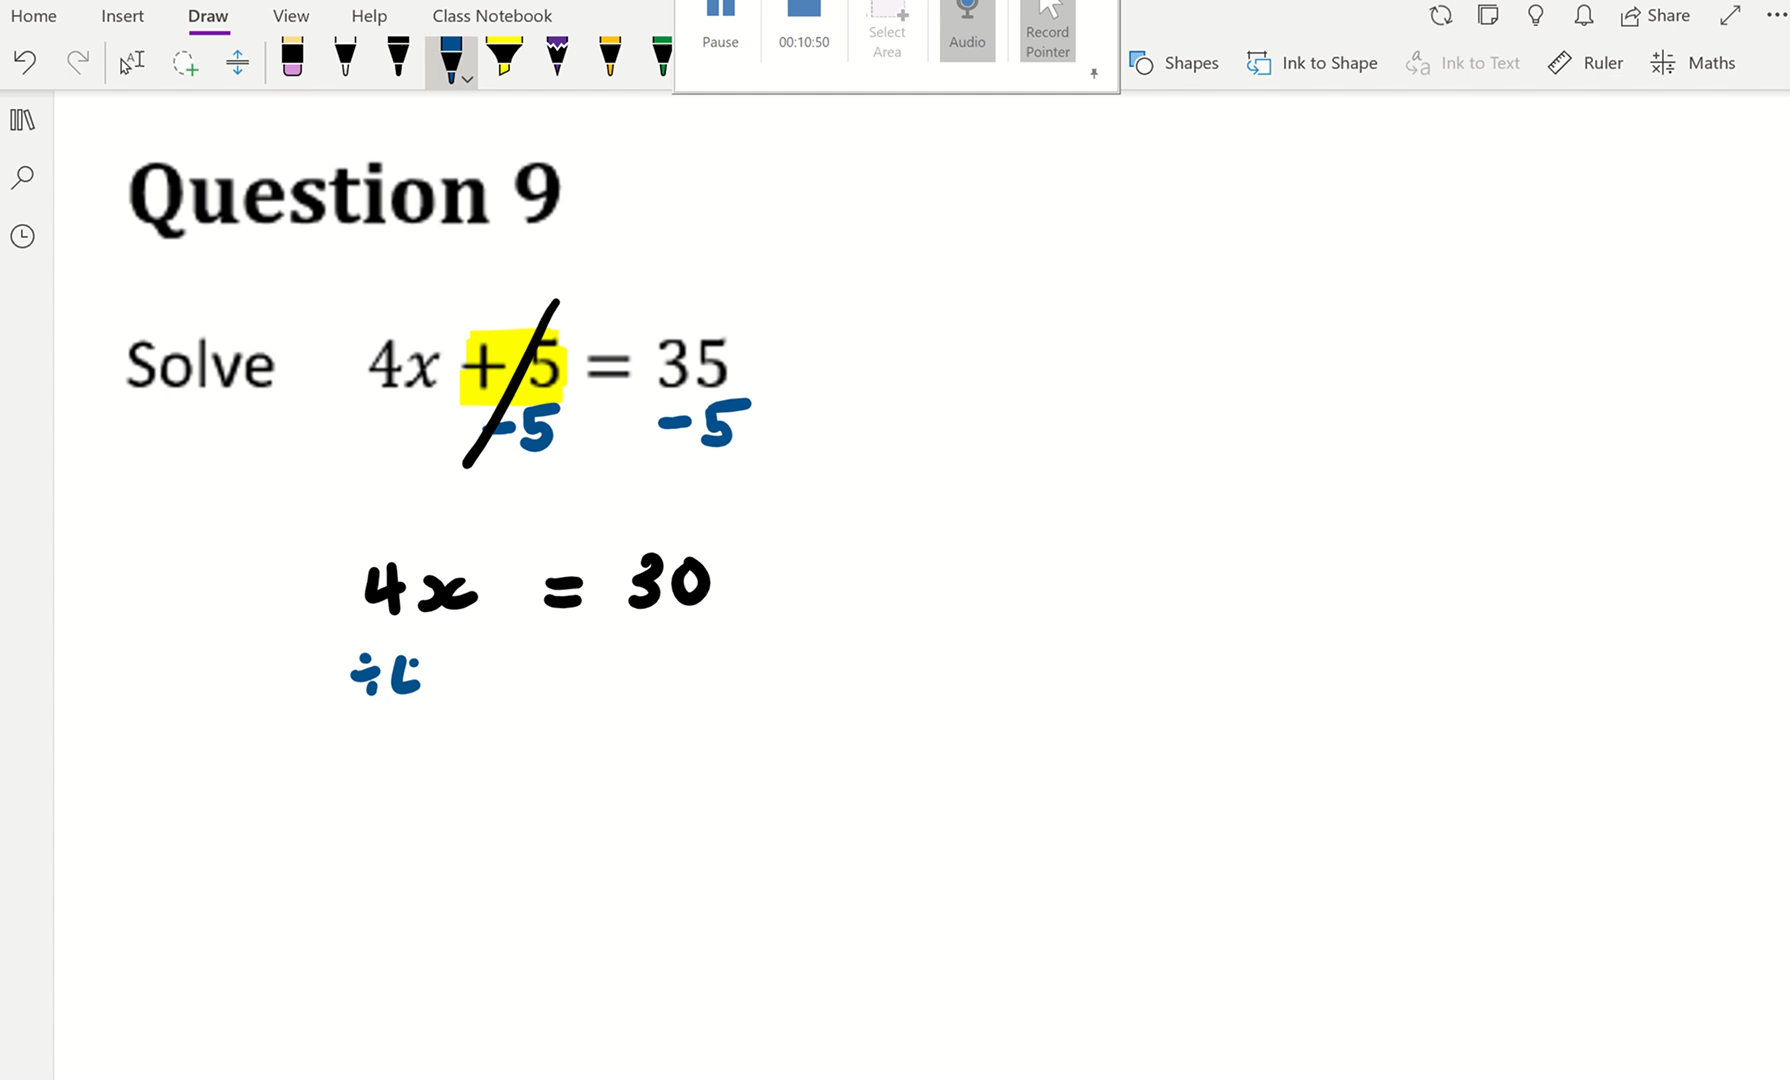 Home Insert Draw View Help Class Notebook
Pause 00:10:50 Select Area Audio Record Pointer
Share
Shapes Ink to Shape Ink to Text Ruler Maths
Question 9
Solve 4x + 5 = 35
-5 -5
4x = 30
÷